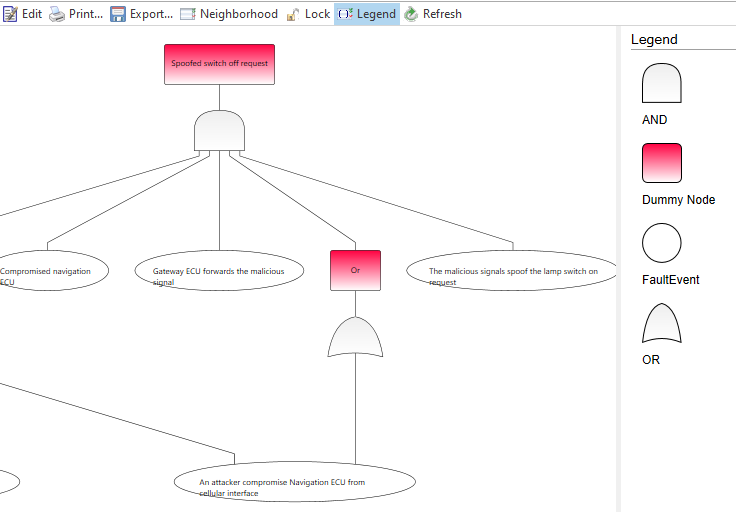 Edit Print... Export... Neighborhood Lock Legend Refresh
Legend
Spoofed switch off request
AND
Dummy Node
Compromised navigation
ECU
Gateway ECU forwards the malicious
signal
Or
The malicious signals spoof the lamp switch on
request
FaultEvent
OR
An attacker compromise Navigation ECU from
cellular interface